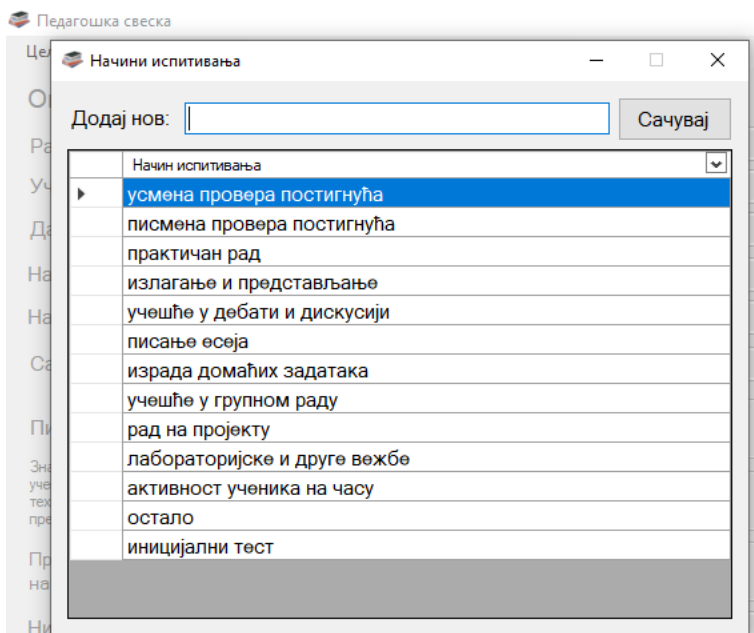 Педагошка свеска
Начини испитивања
Додај нов:
Сачувај
Начин испитивања
усмена провера постигнућа
писмена провера постигнућа
практичан рад
излагање и представљање
учешће у дебати и дискусији
писање есеја
израда домаћих задатака
учешће у групном раду
рад на пројекту
лабораторијске и друге вежбе
активност ученика на часу
остало
иницијални тест